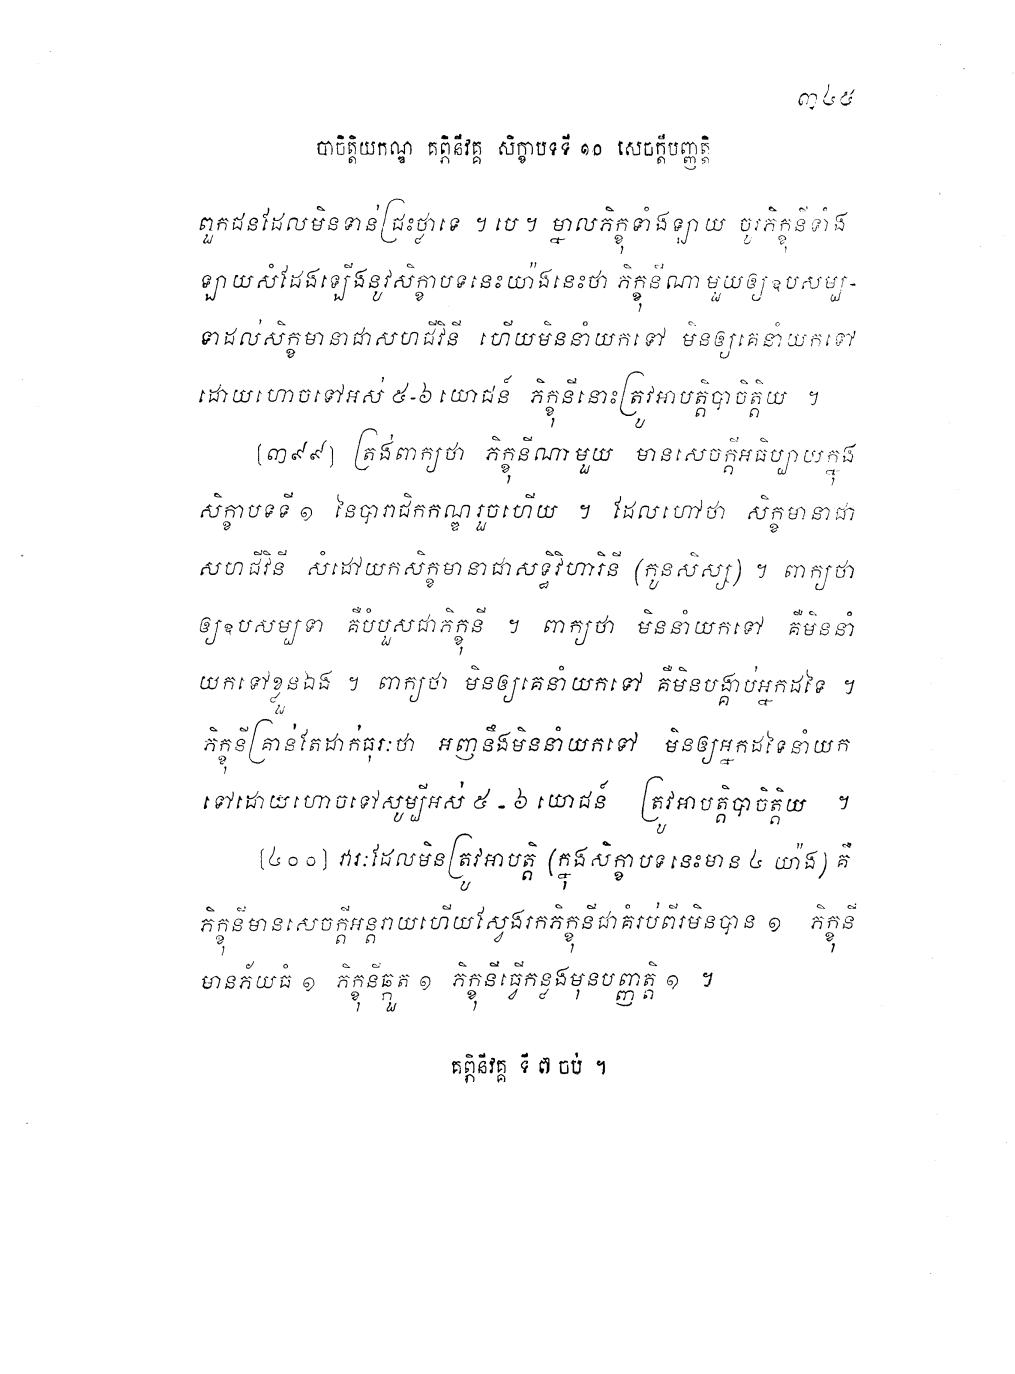 ៣៤៥
បាចិត្តិយកណ្ឌ គព្ភិនីវគ្គ សិក្ខាបទទី ១០ សេចក្តីបញ្ញត្តិ
ពួកជនដែលមិនទាន់ជ្រះថ្លាទេ ។ បេ ។ ម្នាលភិក្ខុទាំងឡាយ ចូរភិក្ខុនីទាំង
ឡាយសំដែងឡើងនូវសិក្ខាបទនេះយ៉ាងនេះថា ភិក្ខុនីណាមួយឲ្យឧបសម្ប-
ទាដល់សិក្ខមានាជាសហជីវិនី ហើយមិននាំយកទៅ មិនឲ្យគេនាំយកទៅ
ដោយហោចទៅអស់ ៥-៦ យោជន៍ ភិក្ខុនីនោះត្រូវអាបត្តិបាចិត្តិយ ។
[៣៩៩] ត្រង់ពាក្យថា ភិក្ខុនីណាមួយ មានសេចក្តីអធិប្បាយក្នុង
សិក្ខាបទទី ១ នៃបារាជិកកណ្ឌរួចហើយ ។ ដែលហៅថា សិក្ខមានាជា
សហជីវិនី សំដៅយកសិក្ខមានាជាសទ្ធិវិហារិនី (កូនសិស្ស) ។ ពាក្យថា
ឲ្យឧបសម្បទា គឺបំបួសជាភិក្ខុនី ។ ពាក្យថា មិននាំយកទៅ គឺមិននាំ
យកទៅខ្លួនឯង ។ ពាក្យថា មិនឲ្យគេនាំយកទៅ គឺមិនបង្គាប់អ្នកដទៃ ។
ភិក្ខុនីគ្រាន់តែដាក់ធុរៈថា អញនឹងមិននាំយកទៅ មិនឲ្យអ្នកដទៃនាំយក
ទៅដោយហោចទៅសូម្បីអស់ ៥ - ៦ យោជន៍ ត្រូវអាបត្តិបាចិត្តិយ ។
[៤០០] វារៈដែលមិនត្រូវអាបត្តិ (ក្នុងសិក្ខាបទនេះមាន ៤ យ៉ាង) គឺ
ភិក្ខុនីមានសេចក្តីអន្តរាយហើយស្វែងរកភិក្ខុនីជាគំរប់ពីរមិនបាន ១ ភិក្ខុនី
មានភ័យធំ ១ ភិក្ខុនីឆ្កួត ១ ភិក្ខុនីធ្វើកន្លងមុនបញ្ញត្តិ ១ ។
គព្ភិនីវគ្គ ទី ៧ ចប់ ។